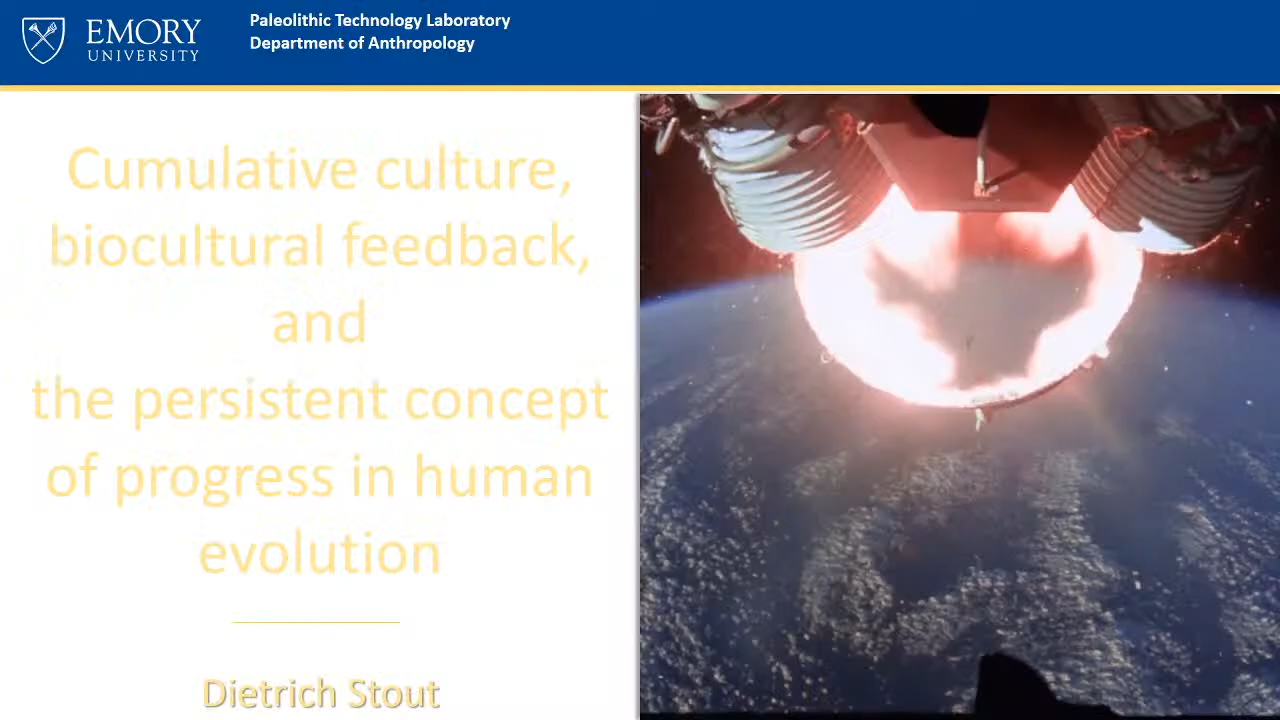 EMORY
UNIVERSITY
Paleolithic Technology Laboratory
Department of Anthropology
Cumulative culture,
biocultural feedback,
and
the persistent concept
of progress in human
evolution
Dietrich Stout